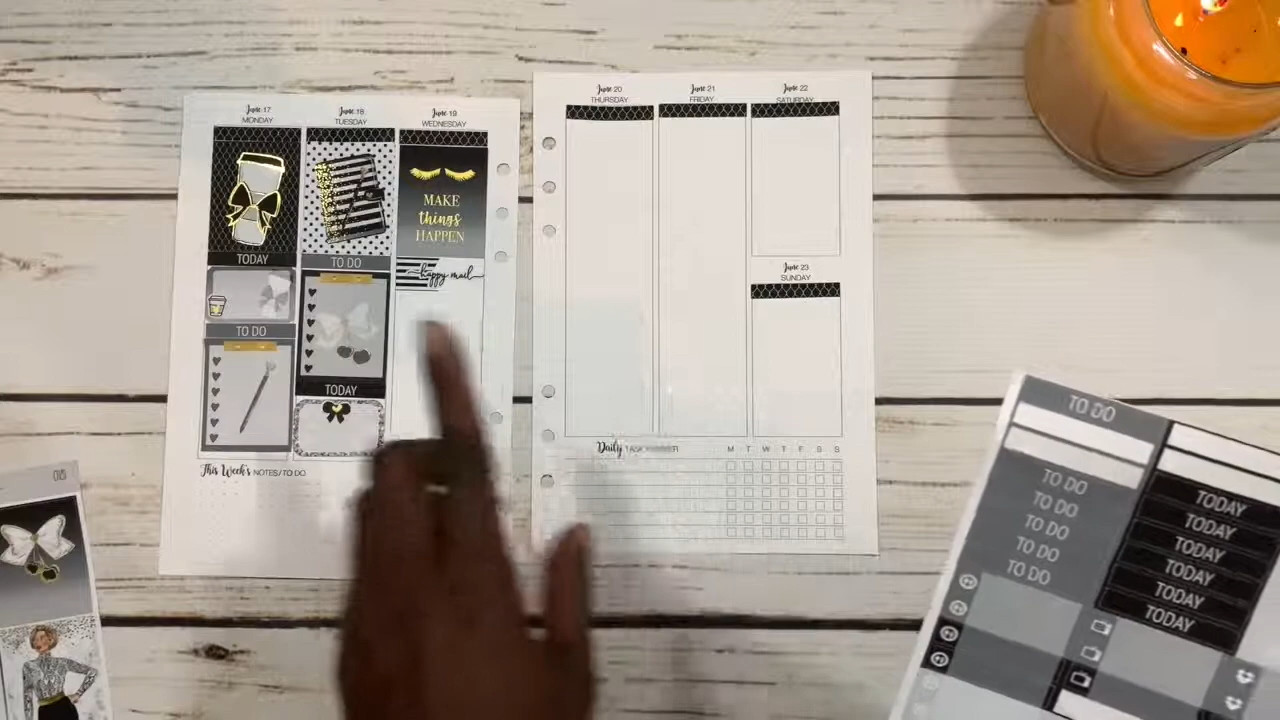 June 17
MONDAY
June 18
TUESDAY
June 19
WEDNESDAY
TODAY
TO DO
TO DO
TODAY
MAKE
things
HAPPEN
happy mail
This Week's NOTES/TO DO
June 20
THURSDAY
June 21
FRIDAY
June 22
SATURDAY
June 23
SUNDAY
Daily
M T W T F S S
TO DO
TO DO
TO DO
TO DO
TO DO
TO DO
TODAY
TODAY
TODAY
TODAY
TODAY
TODAY